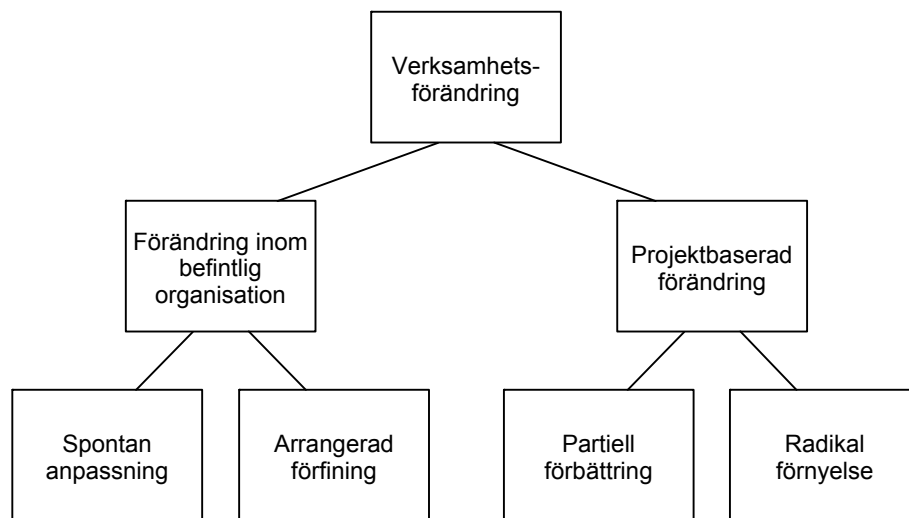 Verksamhets-
förändring
Förändring inom
befintlig
organisation
Projektbaserad
förändring
Spontan
anpassning
Arrangerad
förfining
Partiell
förbättring
Radikal
förnyelse